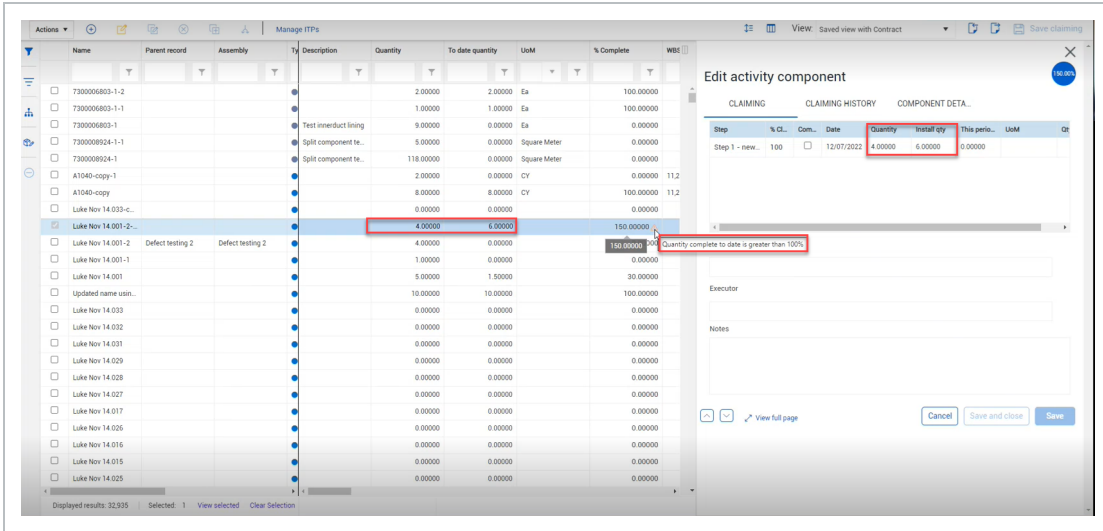 Actions Manage ITPs View: Saved view with Contract Save claiming
Name Parent record Assembly Ty Description Quantity To date quantity UoM % Complete WBS
7300006803-1-2 2.00000 2.00000 Ea 100.00000
7300006803-1-1 1.00000 1.00000 Ea 100.00000
7300006803-1 Test innerduct lining 9.00000 0.00000 Ea 0.00000
7300008924-1-1 Split component te... 5.00000 0.00000 Square Meter 0.00000
7300008924-1 Split component te... 118.00000 0.00000 Square Meter 0.00000
A1040-copy-1 2.00000 0.00000 CY 0.00000 11,2
A1040-copy 8.00000 8.00000 CY 100.00000 11,2
Luke Nov 14.033-c... 0.00000 0.00000 0.00000
Luke Nov 14.001-2-... 4.00000 6.00000 150.00000
Luke Nov 14.001-2 Defect testing 2 Defect testing 2 4.00000 0.00000
150.00000 Quantity complete to date is greater than 100%
Luke Nov 14.001-1 1.00000 0.00000 0.00000
Luke Nov 14.001 5.00000 1.50000 30.00000
Updated name usin... 10.00000 10.00000 100.00000
Luke Nov 14.033 0.00000 0.00000 0.00000
Luke Nov 14.032 0.00000 0.00000 0.00000
Luke Nov 14.031 0.00000 0.00000 0.00000
Luke Nov 14.029 0.00000 0.00000 0.00000
Luke Nov 14.028 0.00000 0.00000 0.00000
Luke Nov 14.027 0.00000 0.00000 0.00000
Luke Nov 14.017 0.00000 0.00000 0.00000
Luke Nov 14.026 0.00000 0.00000 0.00000
Luke Nov 14.016 0.00000 0.00000 0.00000
Luke Nov 14.015 0.00000 0.00000 0.00000
Luke Nov 14.025 0.00000 0.00000 0.00000
Displayed results: 32,935 Selected: 1 View selected Clear Selection
Edit activity component 150.00%
CLAIMING CLAIMING HISTORY COMPONENT DETA...
Step % Cl... Com... Date Quantity Install qty This perio... UoM Qt
Step 1 - new... 100 12/07/2022 4.00000 6.00000 0.00000
Executor
Notes
View full page Cancel Save and close Save